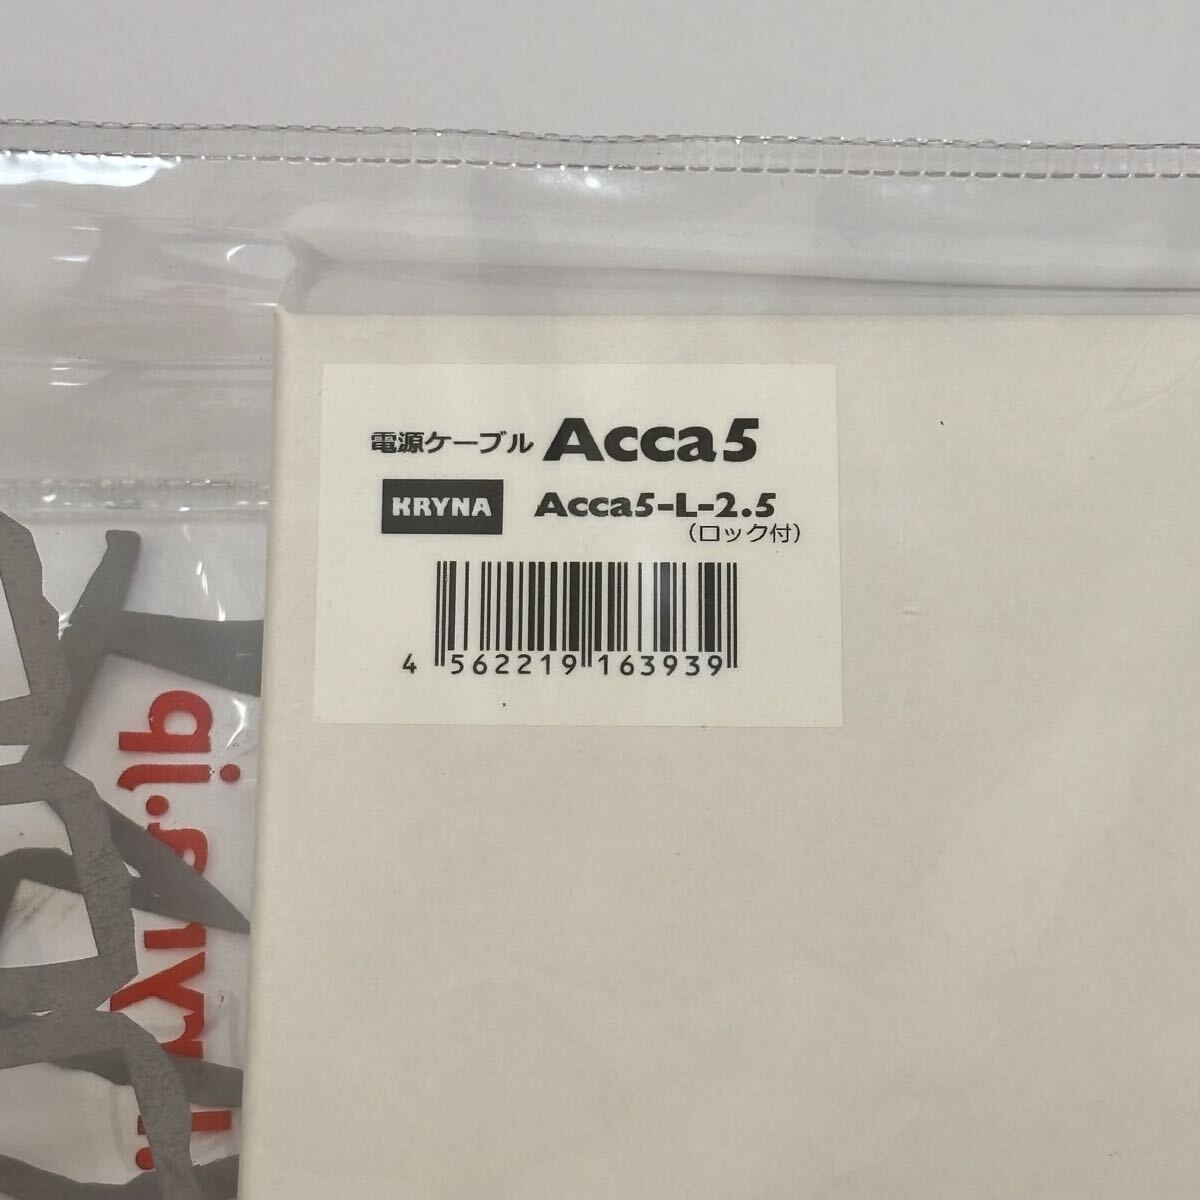 電源ケーブル Acca5
KRYNA Acca5-L-2.5
(ロック付)
4 562219 163939